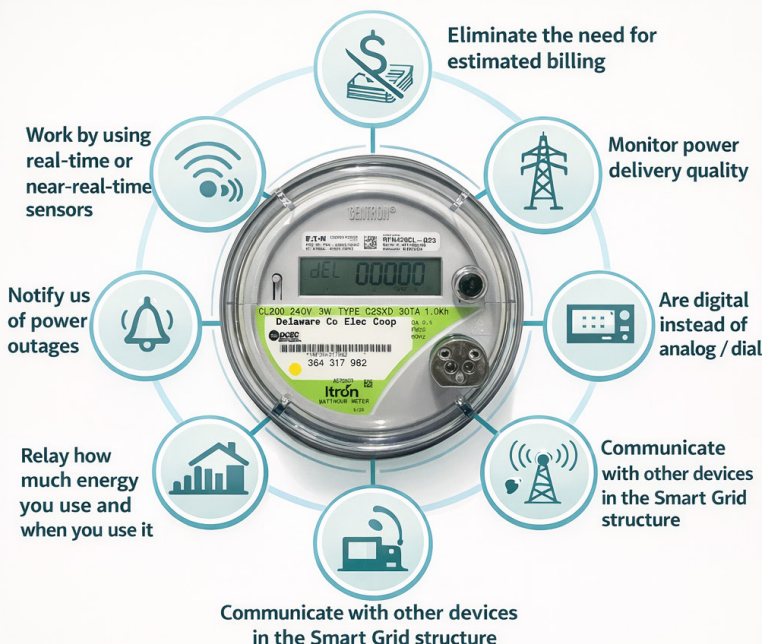 Eliminate the need for
estimated billing
Work by using
real-time or
near-real-time
sensors
Monitor power
delivery quality
Notify us
of power
outages
Are digital
instead of
analog / dial
Relay how
much energy
you use and
when you use it
Communicate
with other devices
in the Smart Grid
structure
Communicate with other devices
in the Smart Grid structure
$
SENTRON®
dEL 00000
CL200 240V 3W TYPE C2SXD 30TA 1.0Kh
Delaware Co Elec Coop
DCEC
364 317 982
Itron
WATTHOUR METER